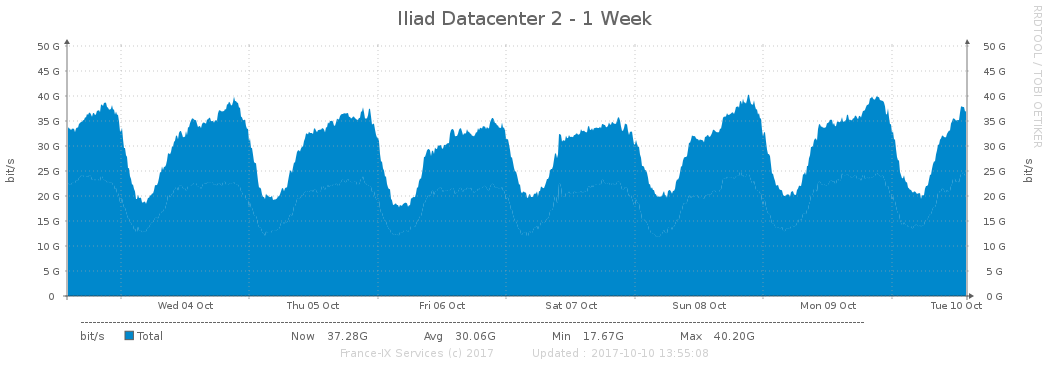 Iliad Datacenter 2 - 1 Week
RRDTOOL / TOBI OETIKER
bit/s
50 G 50 G
45 G 45 G
40 G 40 G
35 G 35 G
30 G 30 G
25 G 25 G
20 G 20 G
15 G 15 G
10 G 10 G
5 G 5 G
0 0 G
bit/s
Wed 04 Oct Thu 05 Oct Fri 06 Oct Sat 07 Oct Sun 08 Oct Mon 09 Oct Tue 10 Oct
bit/s Total Now 37.28G Avg 30.06G Min 17.67G Max 40.20G
France-IX Services (c) 2017 Updated : 2017-10-10 13:55:08